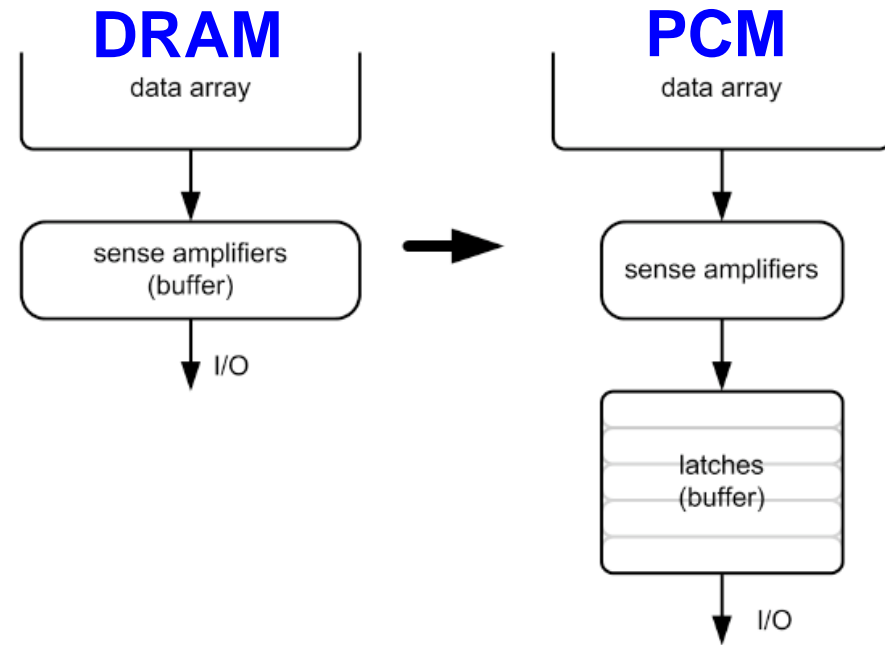 DRAM
data array
sense amplifiers
(buffer)
I/O
PCM
data array
sense amplifiers
latches
(buffer)
I/O